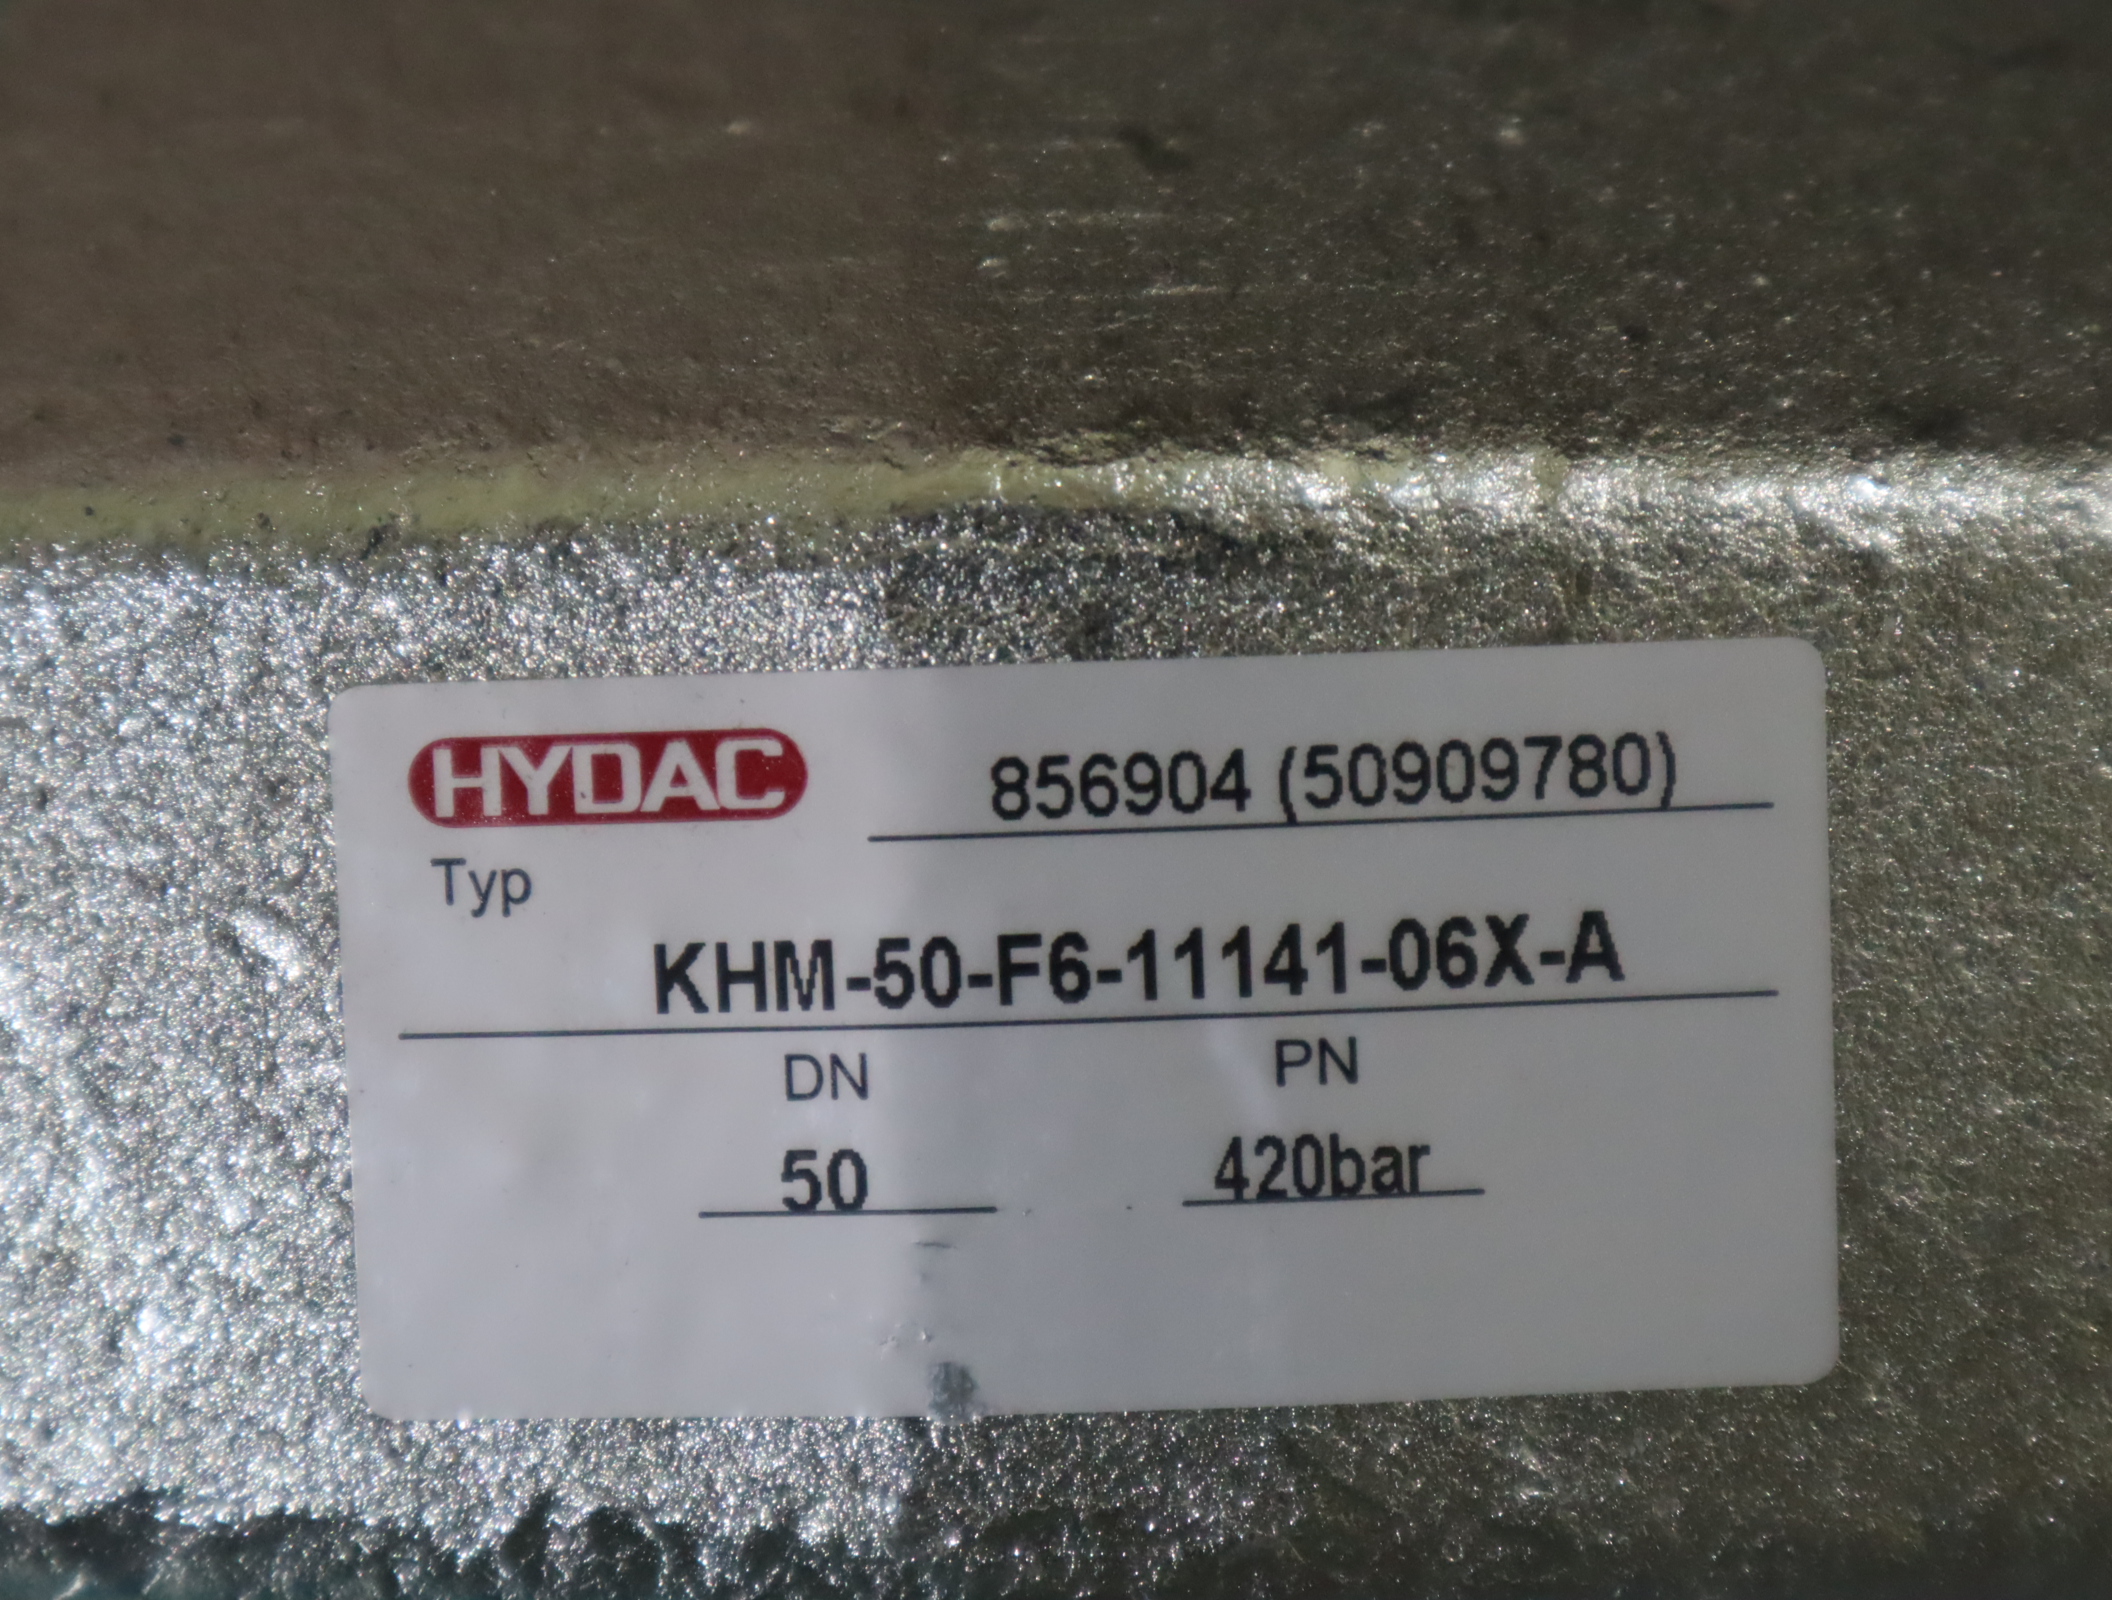 HYDAC
856904 (50909780)
Typ
KHM-50-F6-11141-06X-A
DN PN
50 420bar